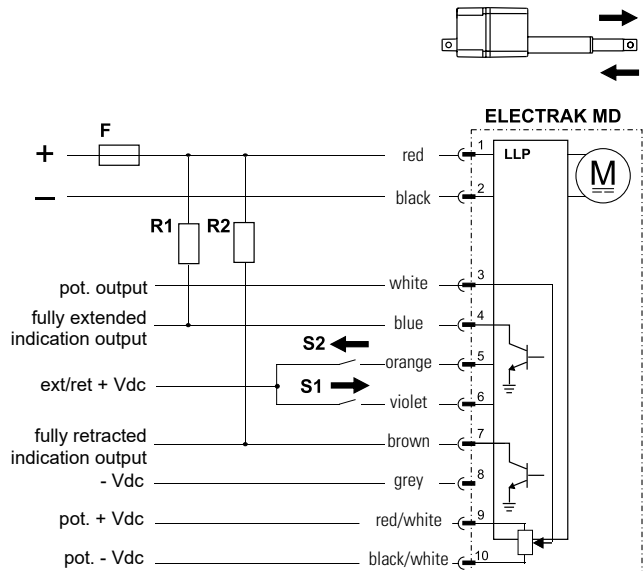 ELECTRAK MD
F
+
red
1
LLP
M
–
black
2
R1
R2
pot. output
white
3
fully extended
indication output
blue
4
S2
orange
5
ext/ret + Vdc
S1
violet
6
fully retracted
indication output
brown
7
- Vdc
grey
8
pot. + Vdc
red/white
9
pot. - Vdc
black/white
10